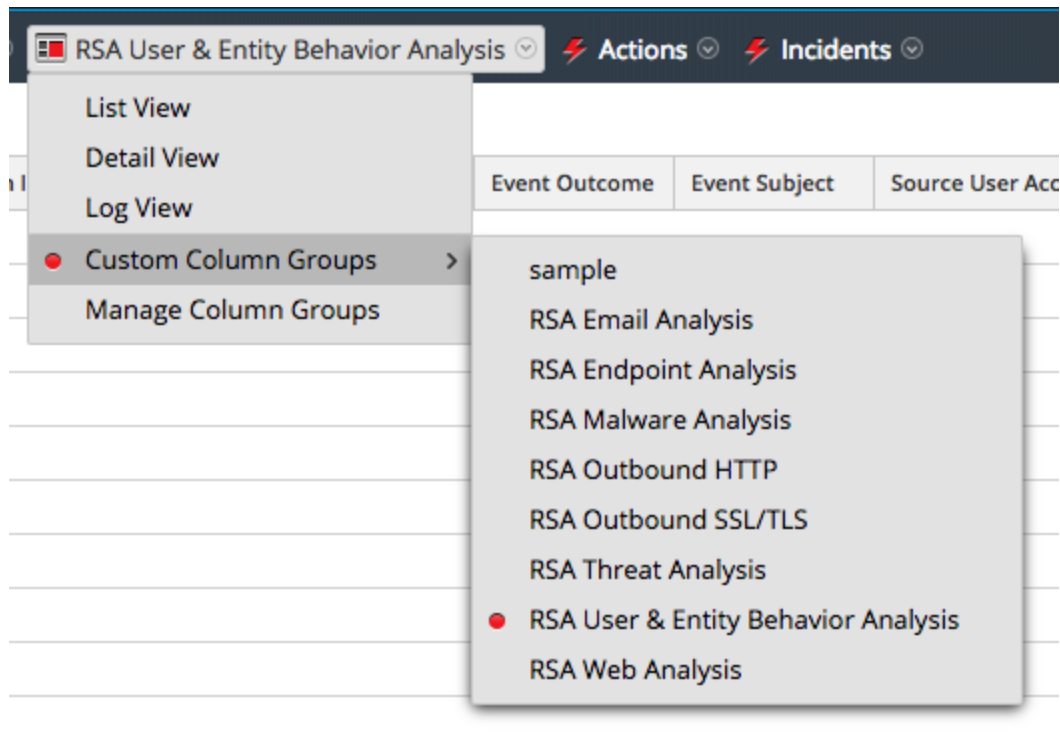 RSA User & Entity Behavior Analysis
Actions
Incidents
List View
Detail View
Log View
Custom Column Groups
Manage Column Groups
Event Outcome
Event Subject
Source User
sample
RSA Email Analysis
RSA Endpoint Analysis
RSA Malware Analysis
RSA Outbound HTTP
RSA Outbound SSL/TLS
RSA Threat Analysis
RSA User & Entity Behavior Analysis
RSA Web Analysis